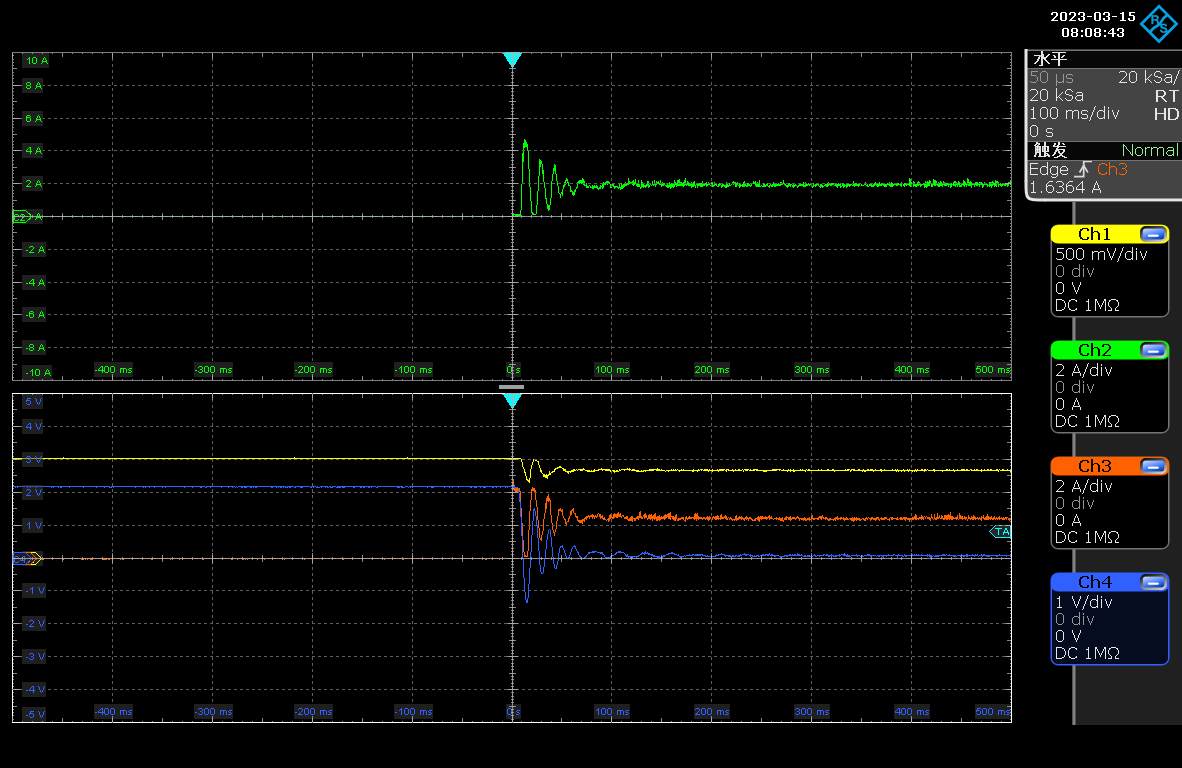 2023-03-15
08:08:43
R&S
水平
50 µs 20 kSa/
20 kSa RT
100 ms/div HD
0 s
触发 Normal
Edge Ch3
1.6364 A
Ch1
500 mV/div
0 div
0 V
DC 1MΩ
Ch2
2 A/div
0 div
0 A
DC 1MΩ
Ch3
2 A/div
0 div
0 A
DC 1MΩ
Ch4
1 V/div
0 div
0 V
DC 1MΩ
10 A
8 A
6 A
4 A
2 A
C2 A
-2 A
-4 A
-6 A
-8 A
-10 A
-400 ms -300 ms -200 ms -100 ms 0 s 100 ms 200 ms 300 ms 400 ms 500 ms
5 V
4 V
3 V
2 V
1 V
C4
TA
-1 V
-2 V
-3 V
-4 V
-5 V
-400 ms -300 ms -200 ms -100 ms 0 s 100 ms 200 ms 300 ms 400 ms 500 ms